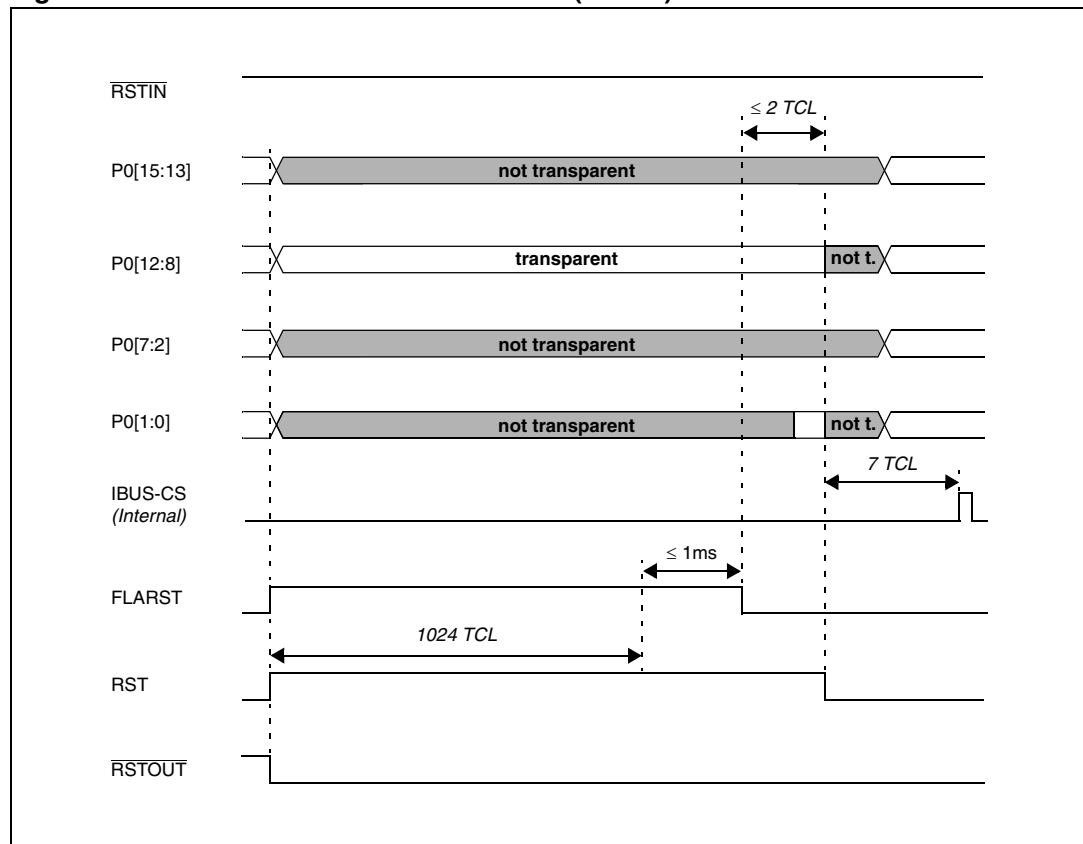 RSTIN
≤ 2 TCL
P0[15:13]
not transparent
P0[12:8]
transparent
not t.
P0[7:2]
not transparent
P0[1:0]
not transparent
not t.
7 TCL
IBUS-CS
(Internal)
≤ 1ms
FLARST
1024 TCL
RST
RSTOUT